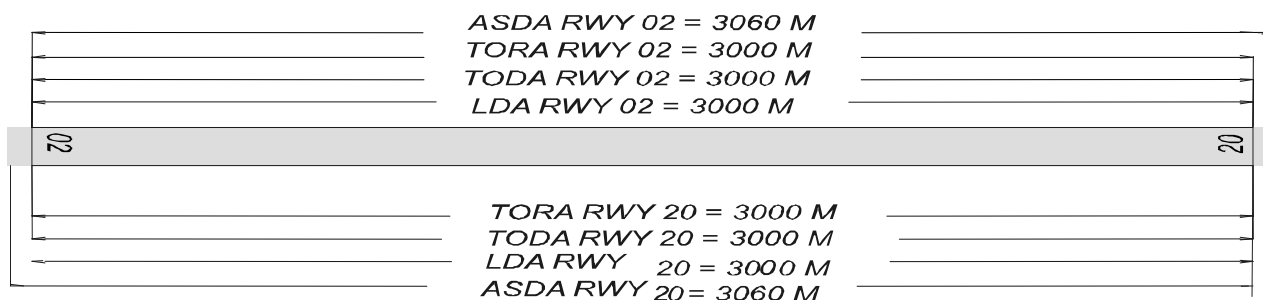 ASDA RWY 02 = 3060 M
TORA RWY 02 = 3000 M
TODA RWY 02 = 3000 M
LDA RWY 02 = 3000 M
02
20
TORA RWY 20 = 3000 M
TODA RWY 20 = 3000 M
LDA RWY 20 = 3000 M
ASDA RWY 20 = 3060 M